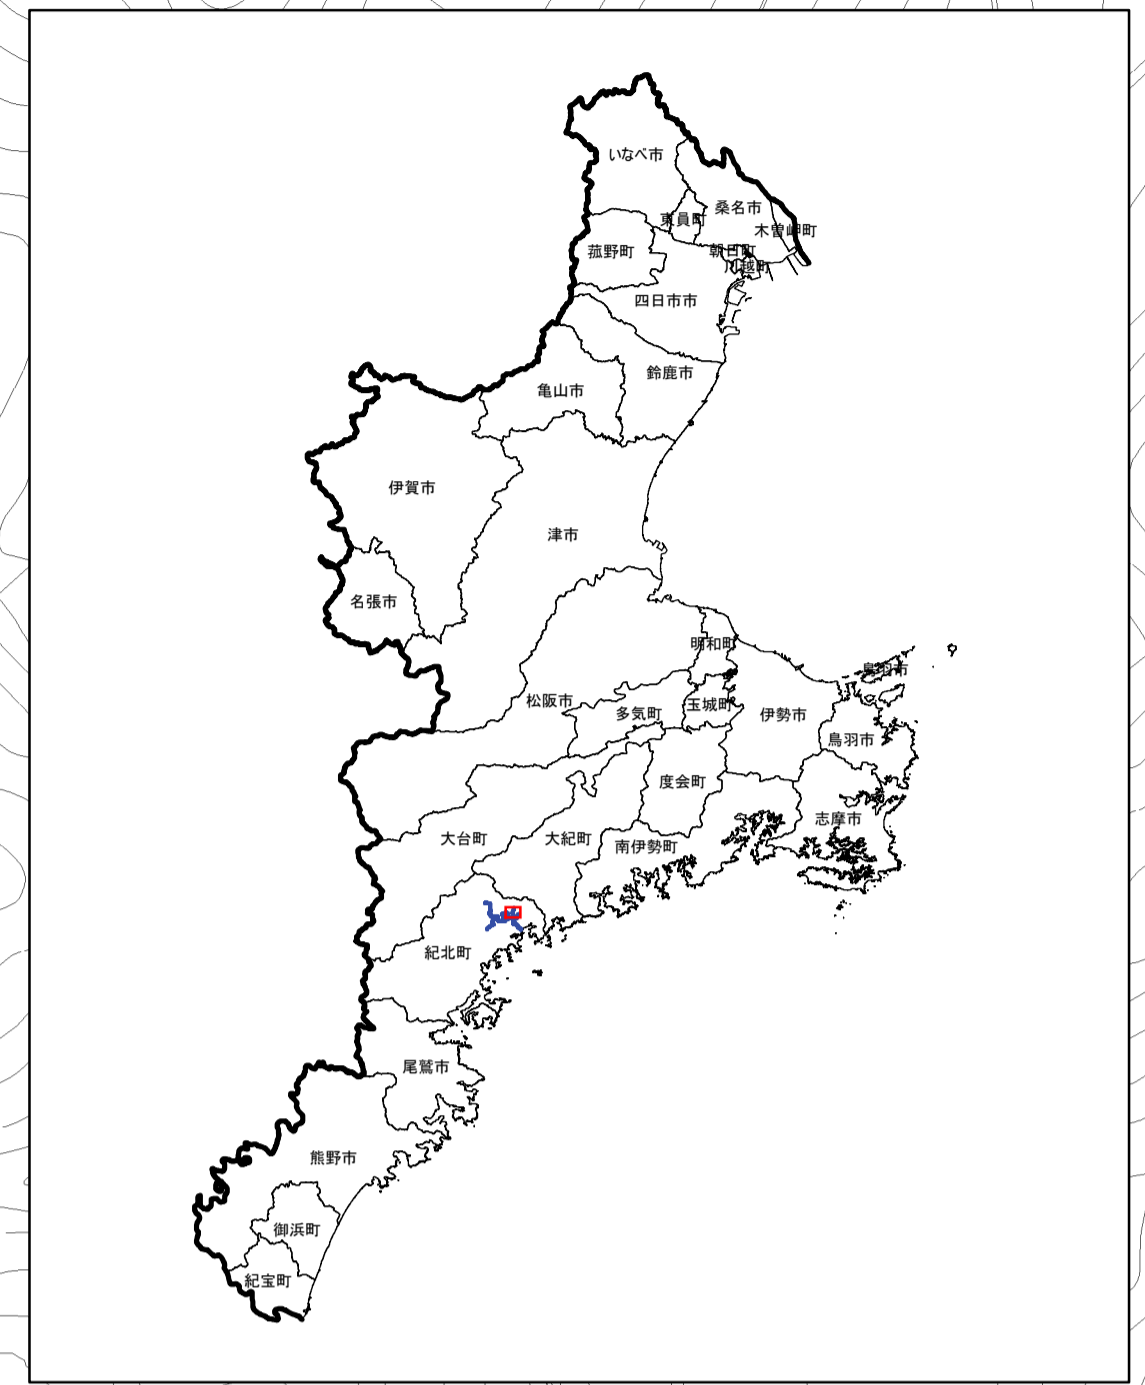 いなべ市
桑名市
東員町
木曽岬町
菰野町
朝日町
川越町
四日市市
鈴鹿市
亀山市
伊賀市
津市
名張市
明和町
鳥羽市
松阪市
多気町
玉城町
伊勢市
鳥羽市
度会町
志摩市
大台町
大紀町
南伊勢町
紀北町
尾鷲市
熊野市
御浜町
紀宝町